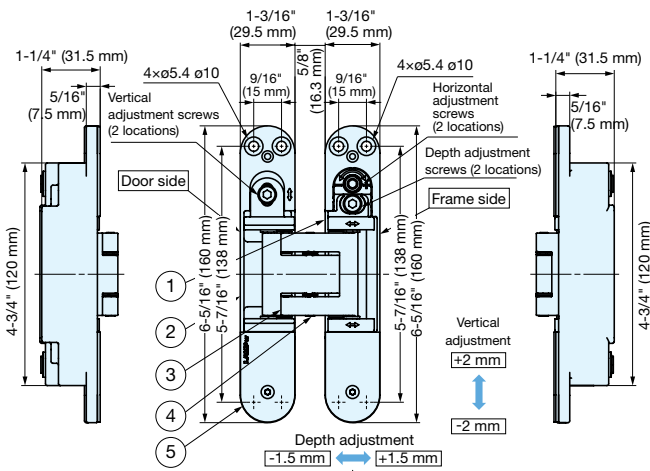 1-3/16"
(29.5 mm)
5/8"
(16.3 mm)
1-3/16"
(29.5 mm)
1-1/4" (31.5 mm)
5/16"
(7.5 mm)
4×ø5.4 ø10
9/16"
(15 mm)
9/16"
(15 mm)
4×ø5.4 ø10
1-1/4" (31.5 mm)
5/16"
(7.5 mm)
Vertical
adjustment screws
(2 locations)
Horizontal
adjustment
screws
(2 locations)
Depth adjustment
screws (2 locations)
Door side
Frame side
4-3/4" (120 mm)
6-5/16" (160 mm)
5-7/16" (138 mm)
5-7/16" (138 mm)
6-5/16" (160 mm)
4-3/4" (120 mm)
1
2
3
4
5
Vertical
adjustment
+2 mm
-2 mm
Depth adjustment
-1.5 mm
+1.5 mm